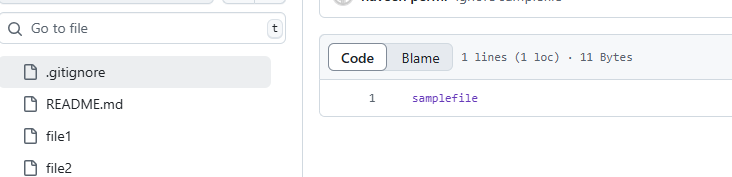 Go to file
t
.gitignore
README.md
file1
file2
Code
Blame
1 lines (1 loc) · 11 Bytes
1
samplefile